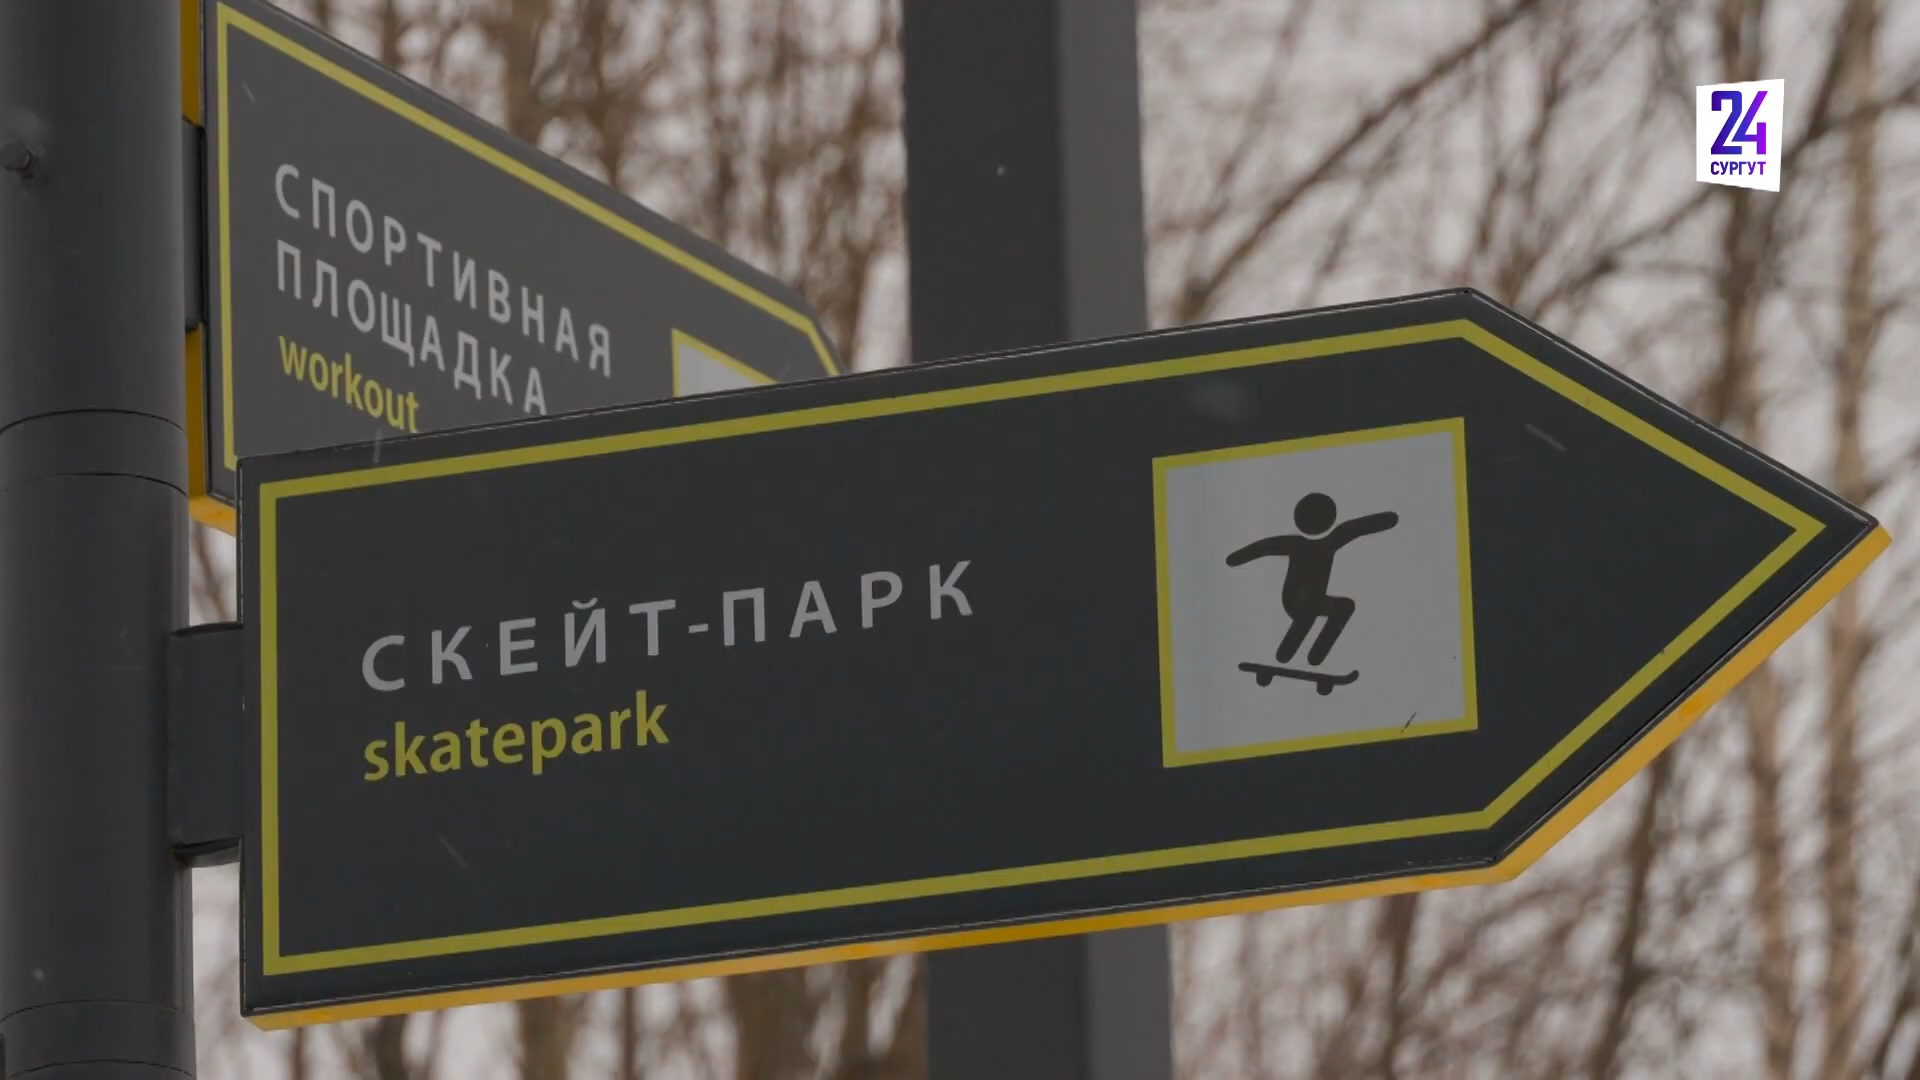 24
СУРГУТ
СПОРТИВНАЯ
ПЛОЩАДКА
workout
СКЕЙТ-ПАРК
skatepark